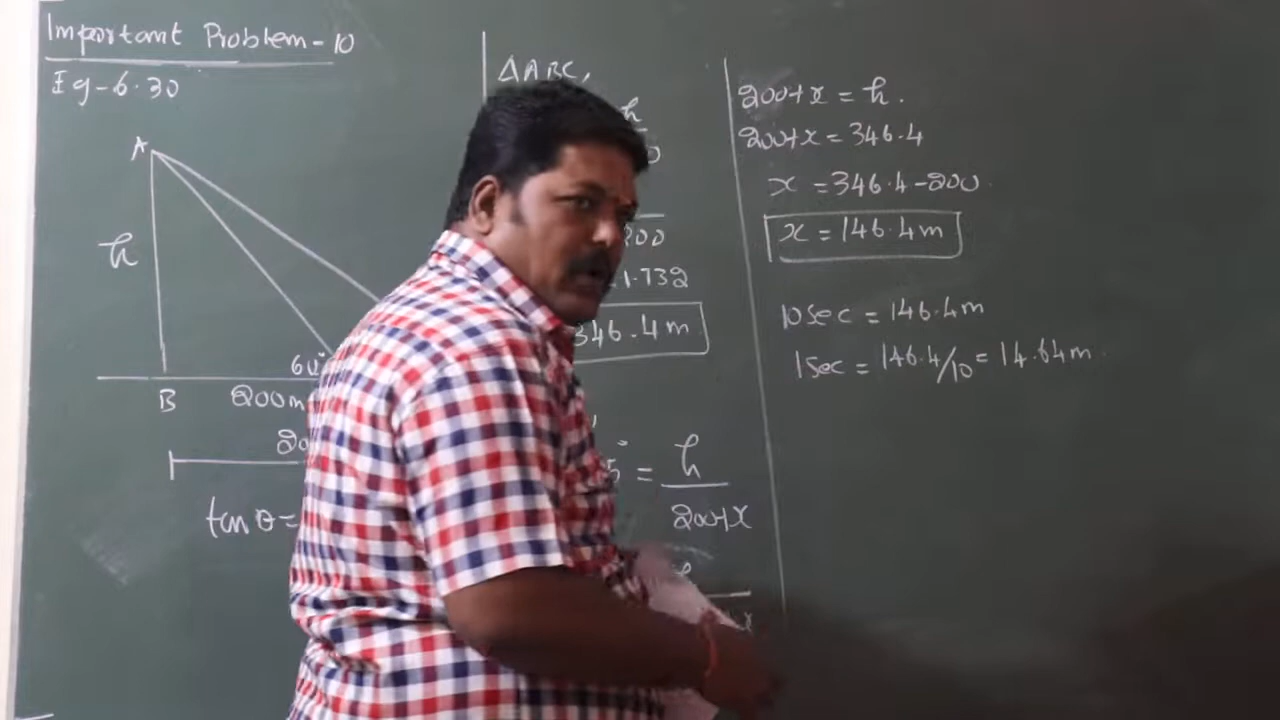 Important Problem-10
Eg-6.30
A
h
B
200m
tan θ=
ΔABC,
h
200
1.732
346.4m
= h
200+x
200+x = h.
200+x = 346.4
x = 346.4-200
x = 146.4m
10sec = 146.4m
1sec = 146.4/10 = 14.64m